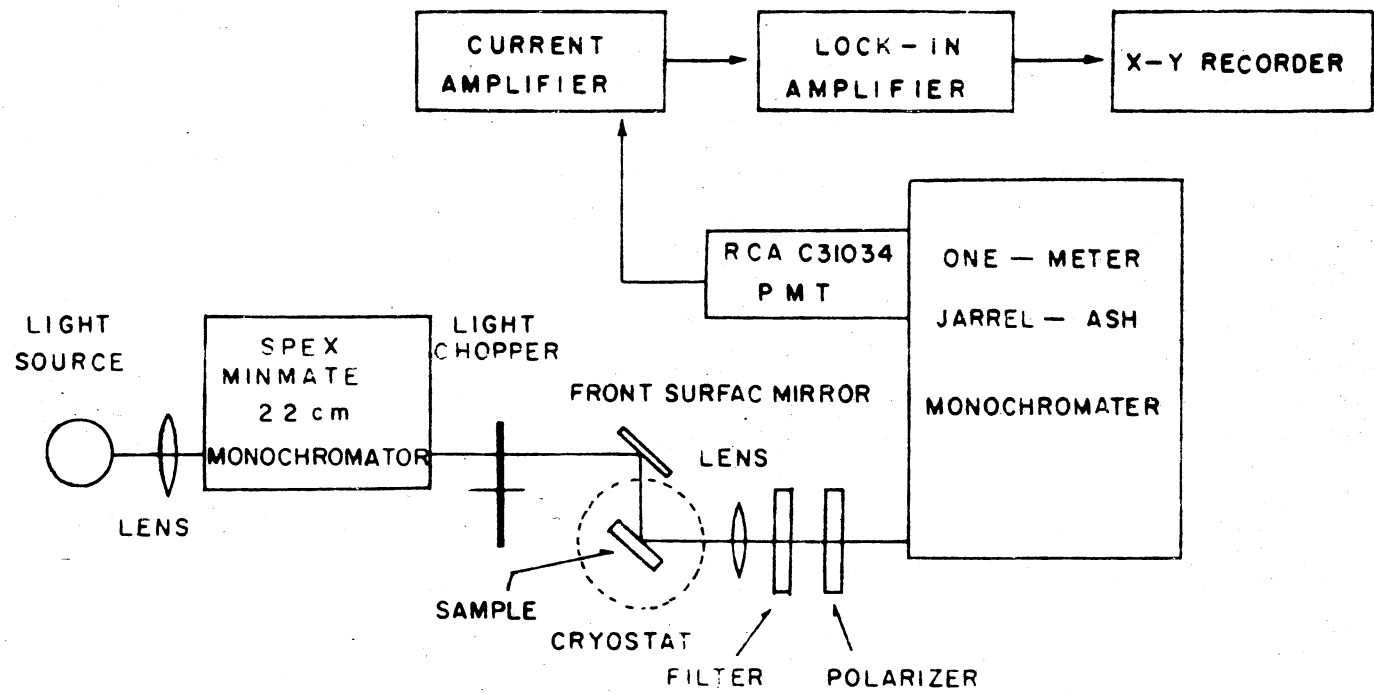 CURRENT
AMPLIFIER
LOCK-IN
AMPLIFIER
X-Y RECORDER
RCA C31034
PMT
ONE - METER
JARREL - ASH
MONOCHROMATER
LIGHT
SOURCE
SPEX
MINMATE
22 cm
MONOCHROMATOR
LIGHT
CHOPPER
FRONT SURFAC MIRROR
LENS
LENS
SAMPLE
CRYOSTAT
FILTER
POLARIZER